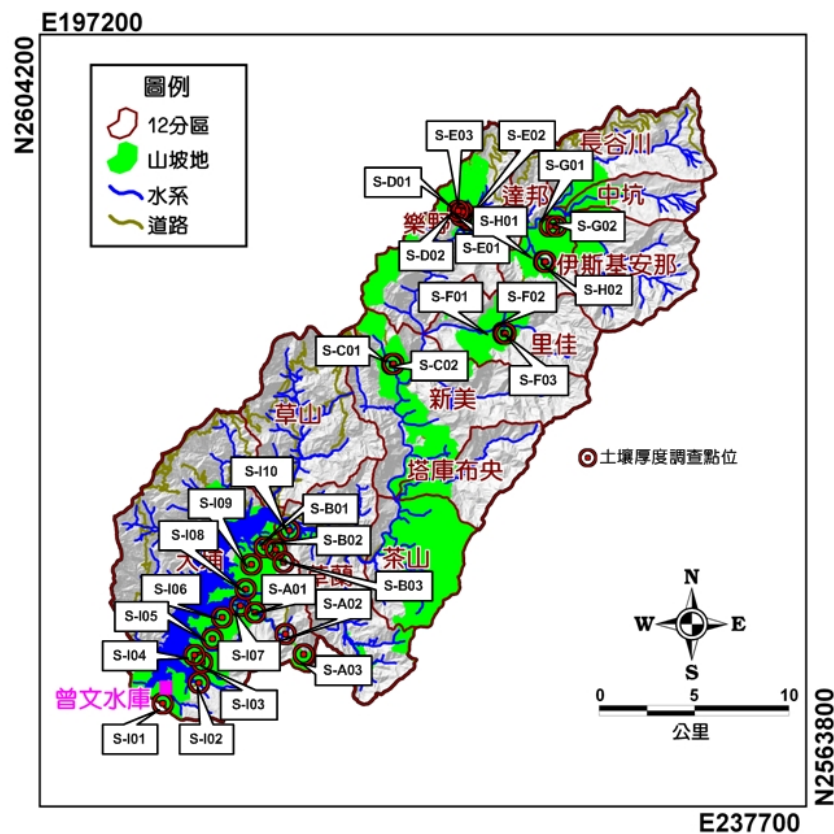 E197200
N2604200
圖例
12分區
山坡地
水系
道路
S-E03
S-E02
長谷川
S-G01
S-D01
達邦
中坑
樂野
S-H01
S-G02
S-D02
S-E01
伊斯基安那
S-H02
S-F01
S-F02
里佳
S-C01
S-C02
S-F03
新美
草山
土壤厚度調查點位
塔庫布央
S-I10
S-I09
S-B01
S-I08
S-B02
大埔
茶山
草蘭
S-B03
S-I06
S-A01
S-A02
S-I05
S-I04
S-I07
S-A03
曾文水庫
S-I03
S-I01
S-I02
N
W
E
S
0
5
10
公里
N2563800
E237700